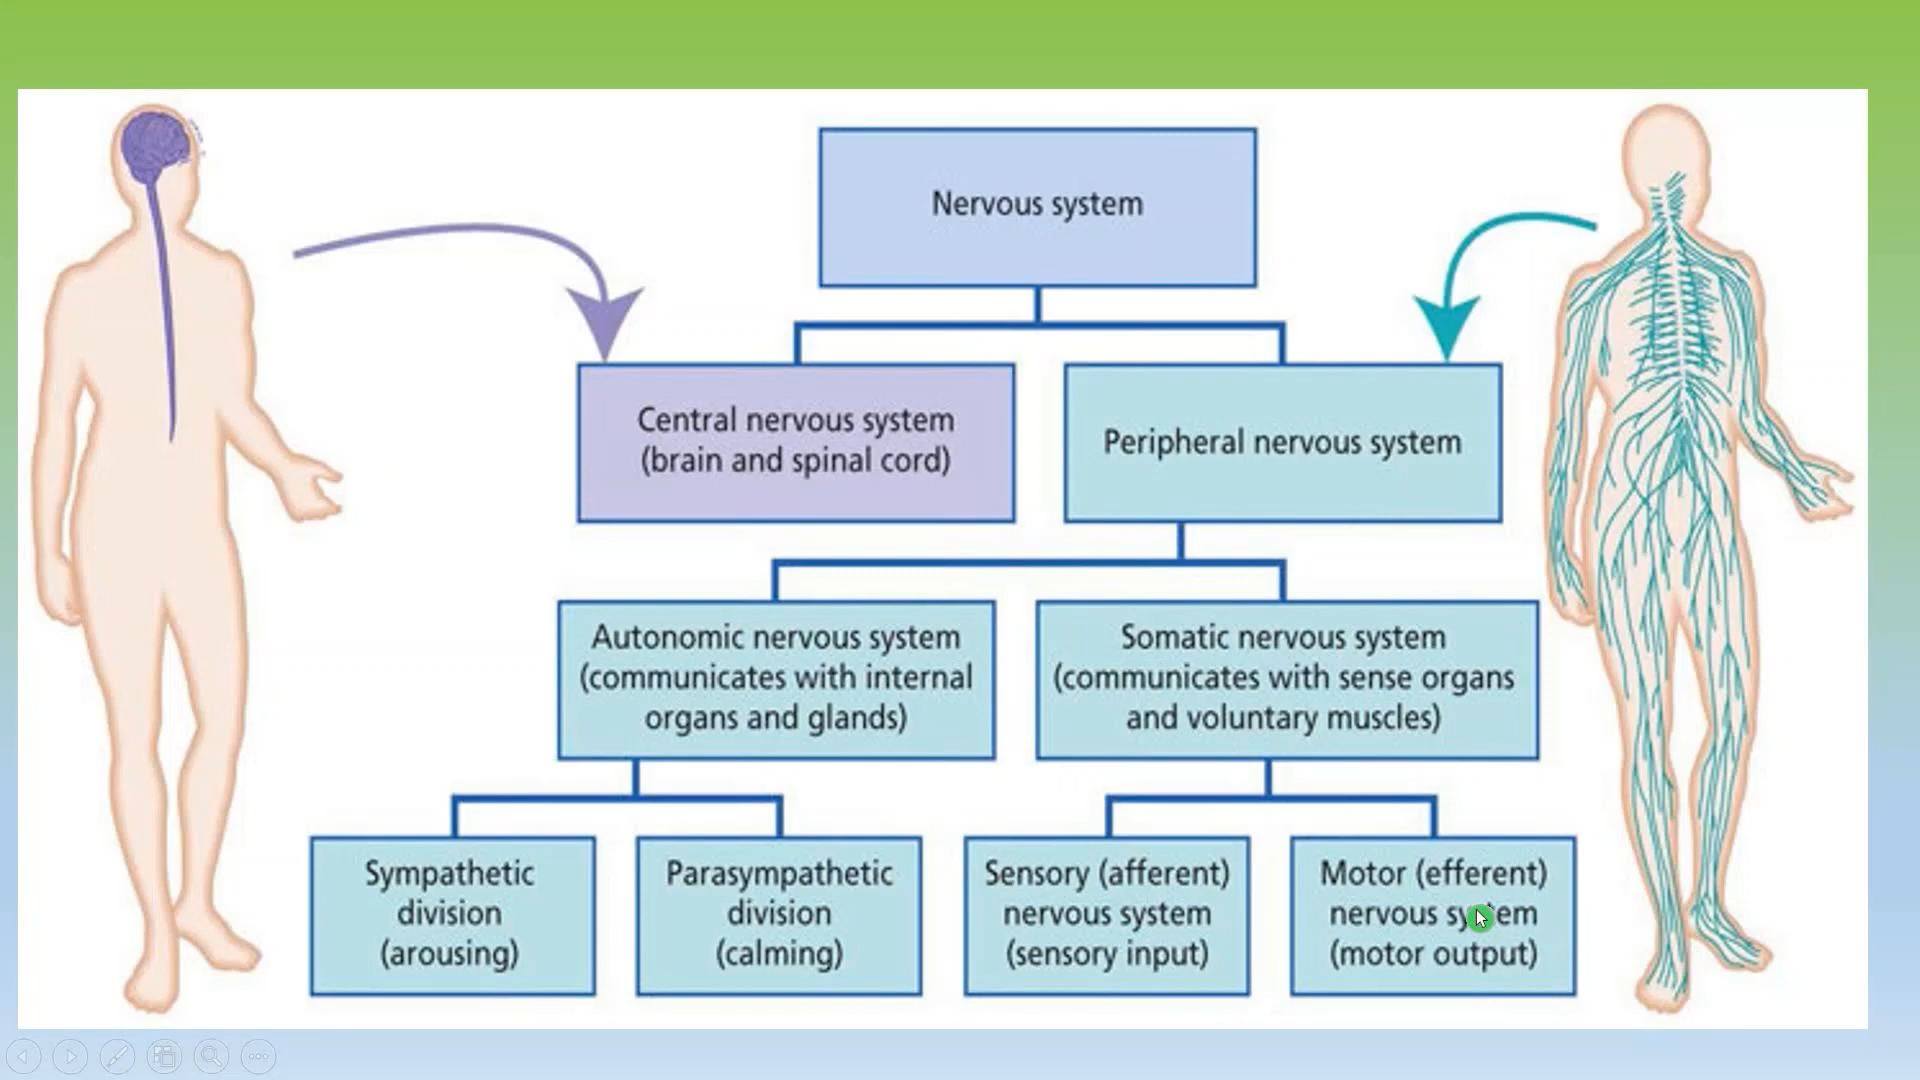 Nervous system
Central nervous system
(brain and spinal cord)
Peripheral nervous system
Autonomic nervous system
(communicates with internal
organs and glands)
Somatic nervous system
(communicates with sense organs
and voluntary muscles)
Sympathetic
division
(arousing)
Parasympathetic
division
(calming)
Sensory (afferent)
nervous system
(sensory input)
Motor (efferent)
nervous system
(motor output)